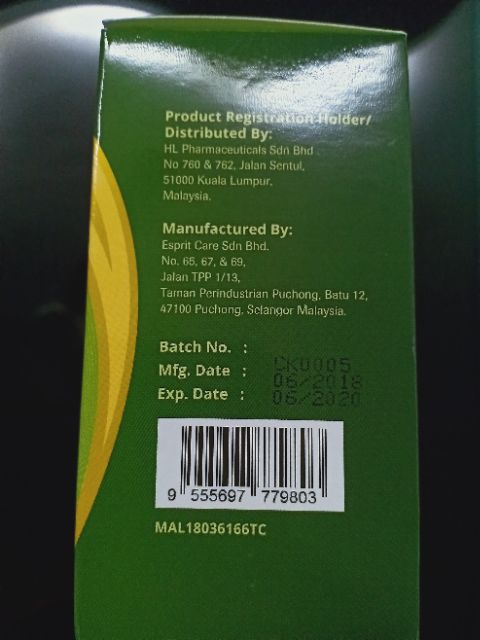 Product Registration Holder/
Distributed By:
HL Pharmaceuticals Sdn Bhd
No 760 & 762, Jalan Sentul,
51000 Kuala Lumpur,
Malaysia.
Manufactured By:
Esprit Care Sdn Bhd.
No. 65, 67, & 69,
Jalan TPP 1/13,
Taman Perindustrian Puchong, Batu 12,
47100 Puchong, Selangor Malaysia.
Batch No. : CK0005
Mfg. Date : 06/2018
Exp. Date : 06/2020
9 555697 779803
MAL18036166TC